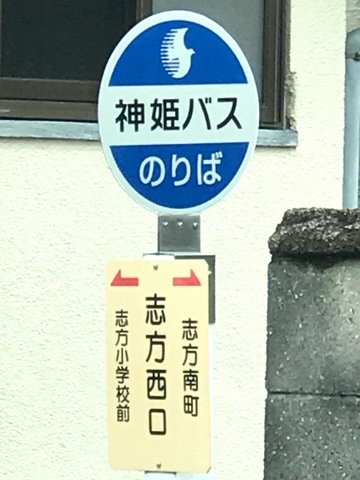 神姫バス
のりば
志方南町
志方西口
志方小学校前